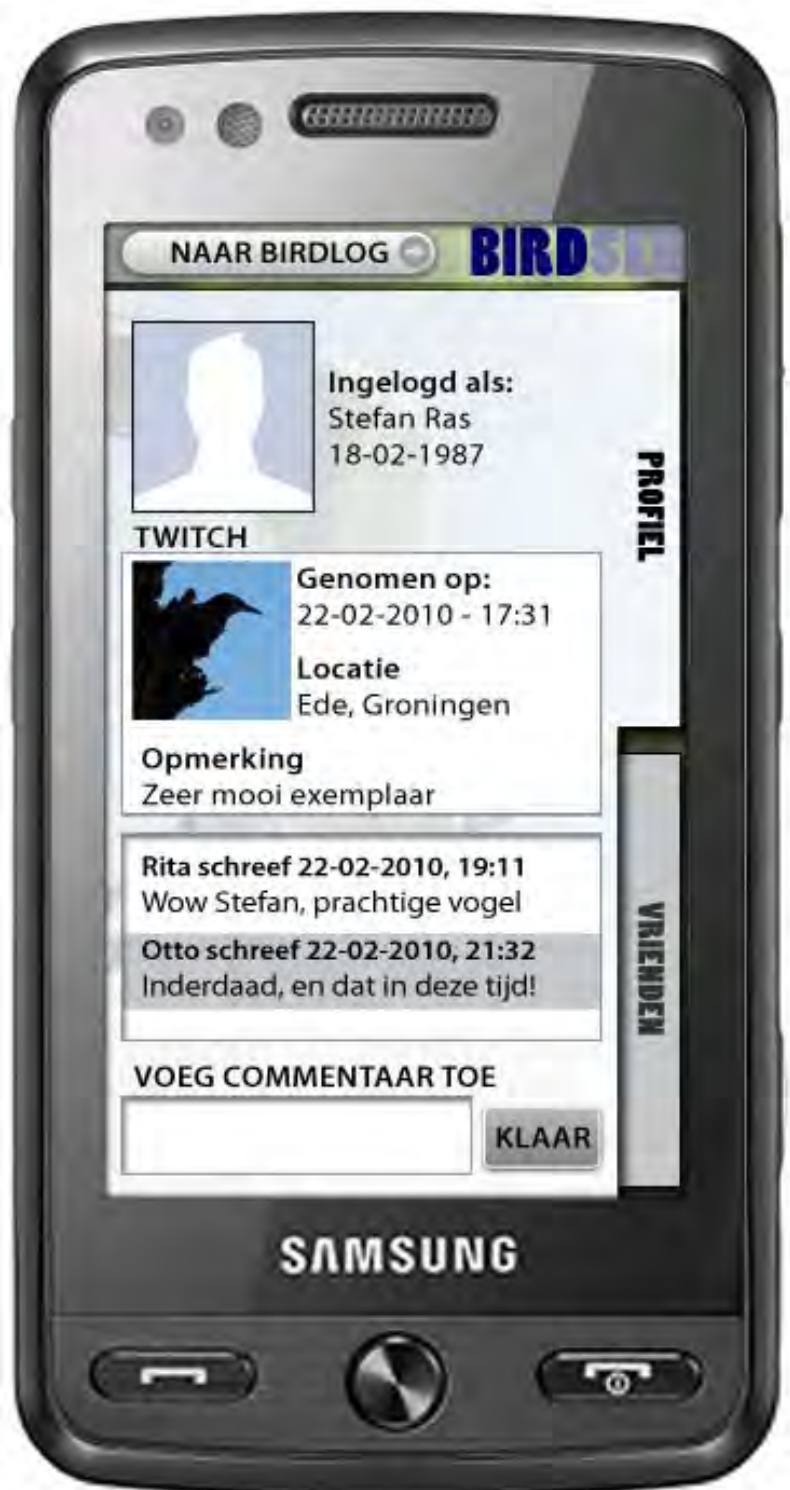 NAAR BIRDLOG
BIRD
Ingelogd als:
Stefan Ras
18-02-1987
PROFIEL
TWITCH
Genomen op:
22-02-2010 - 17:31
Locatie
Ede, Groningen
Opmerking
Zeer mooi exemplaar
Rita schreef 22-02-2010, 19:11
Wow Stefan, prachtige vogel
Otto schreef 22-02-2010, 21:32
Inderdaad, en dat in deze tijd!
VRIENDEN
VOEG COMMENTAAR TOE
KLAAR
SAMSUNG